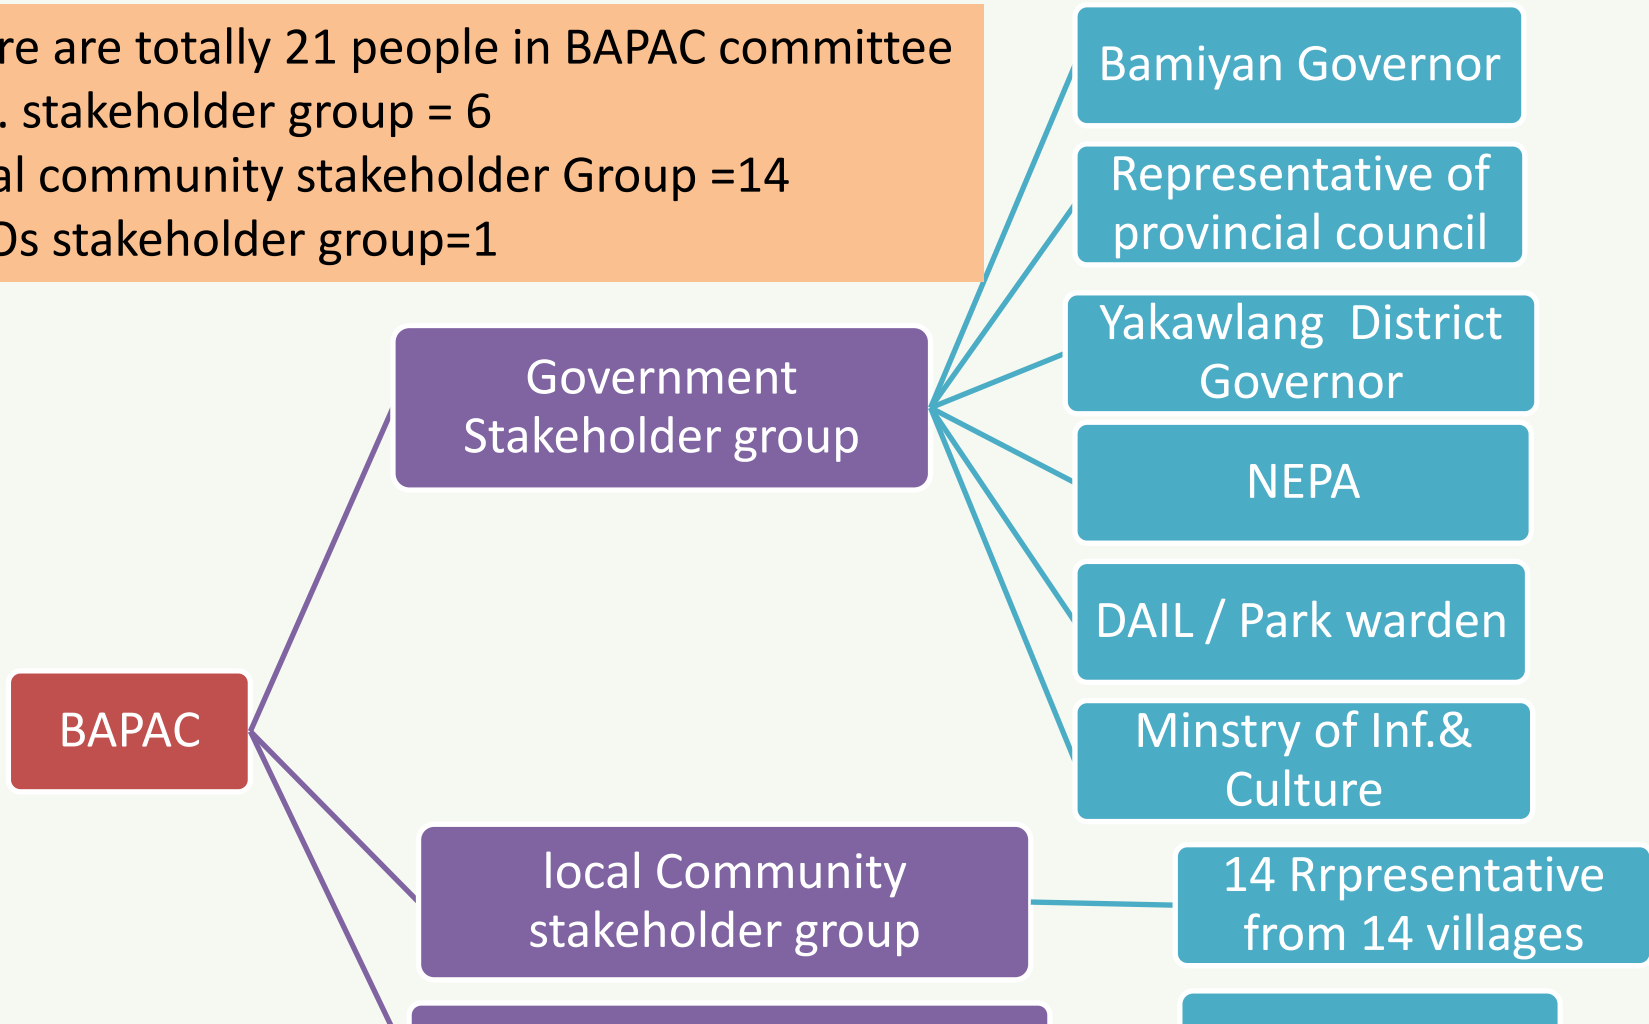 re are totally 21 people in BAPAC committee
. stakeholder group = 6
al community stakeholder Group =14
Os stakeholder group=1
Bamiyan Governor
Representative of
provincial council
Yakawlang District
Governor
Government
Stakeholder group
NEPA
DAIL / Park warden
BAPAC
Minstry of Inf.&
Culture
local Community
stakeholder group
14 Rrpresentative
from 14 villages